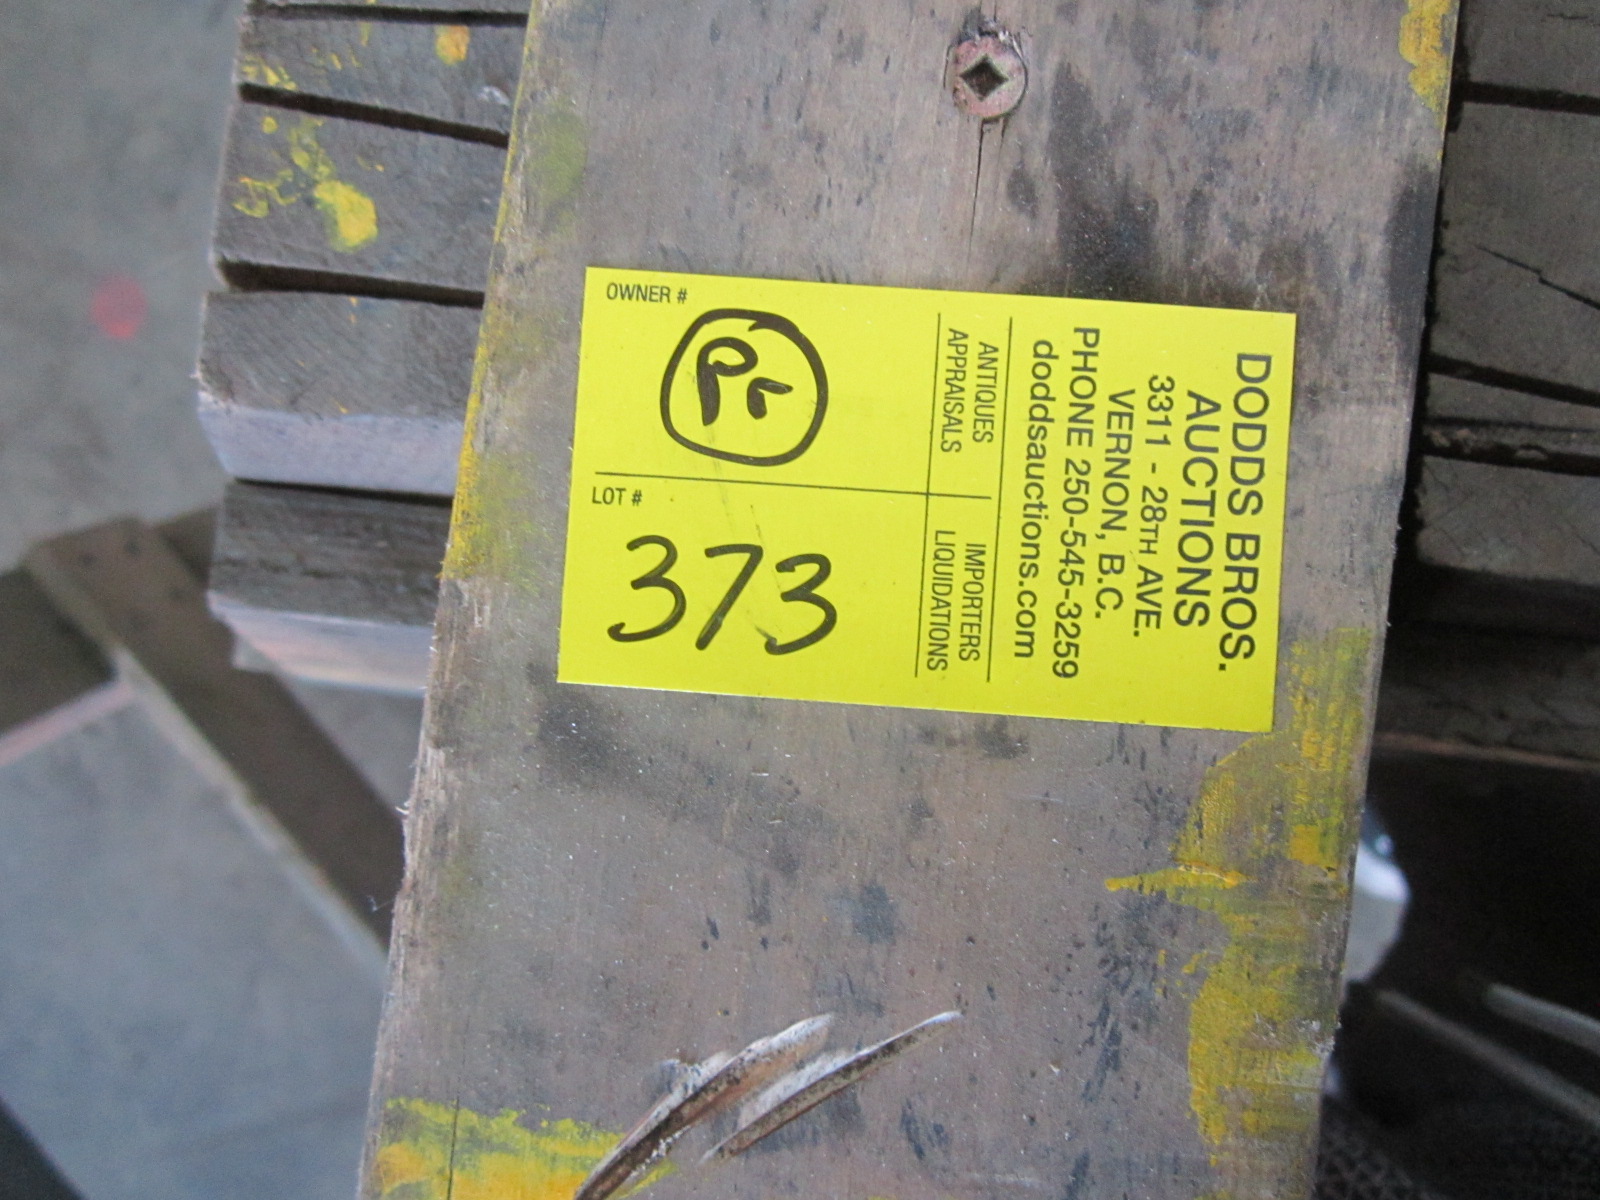 DODDS BROS.
AUCTIONS
3311 - 28TH AVE.
VERNON, B.C.
PHONE 250-545-3259
doddsauctions.com
ANTIQUES
APPRAISALS
IMPORTERS
LIQUIDATIONS
OWNER #
LOT #
373